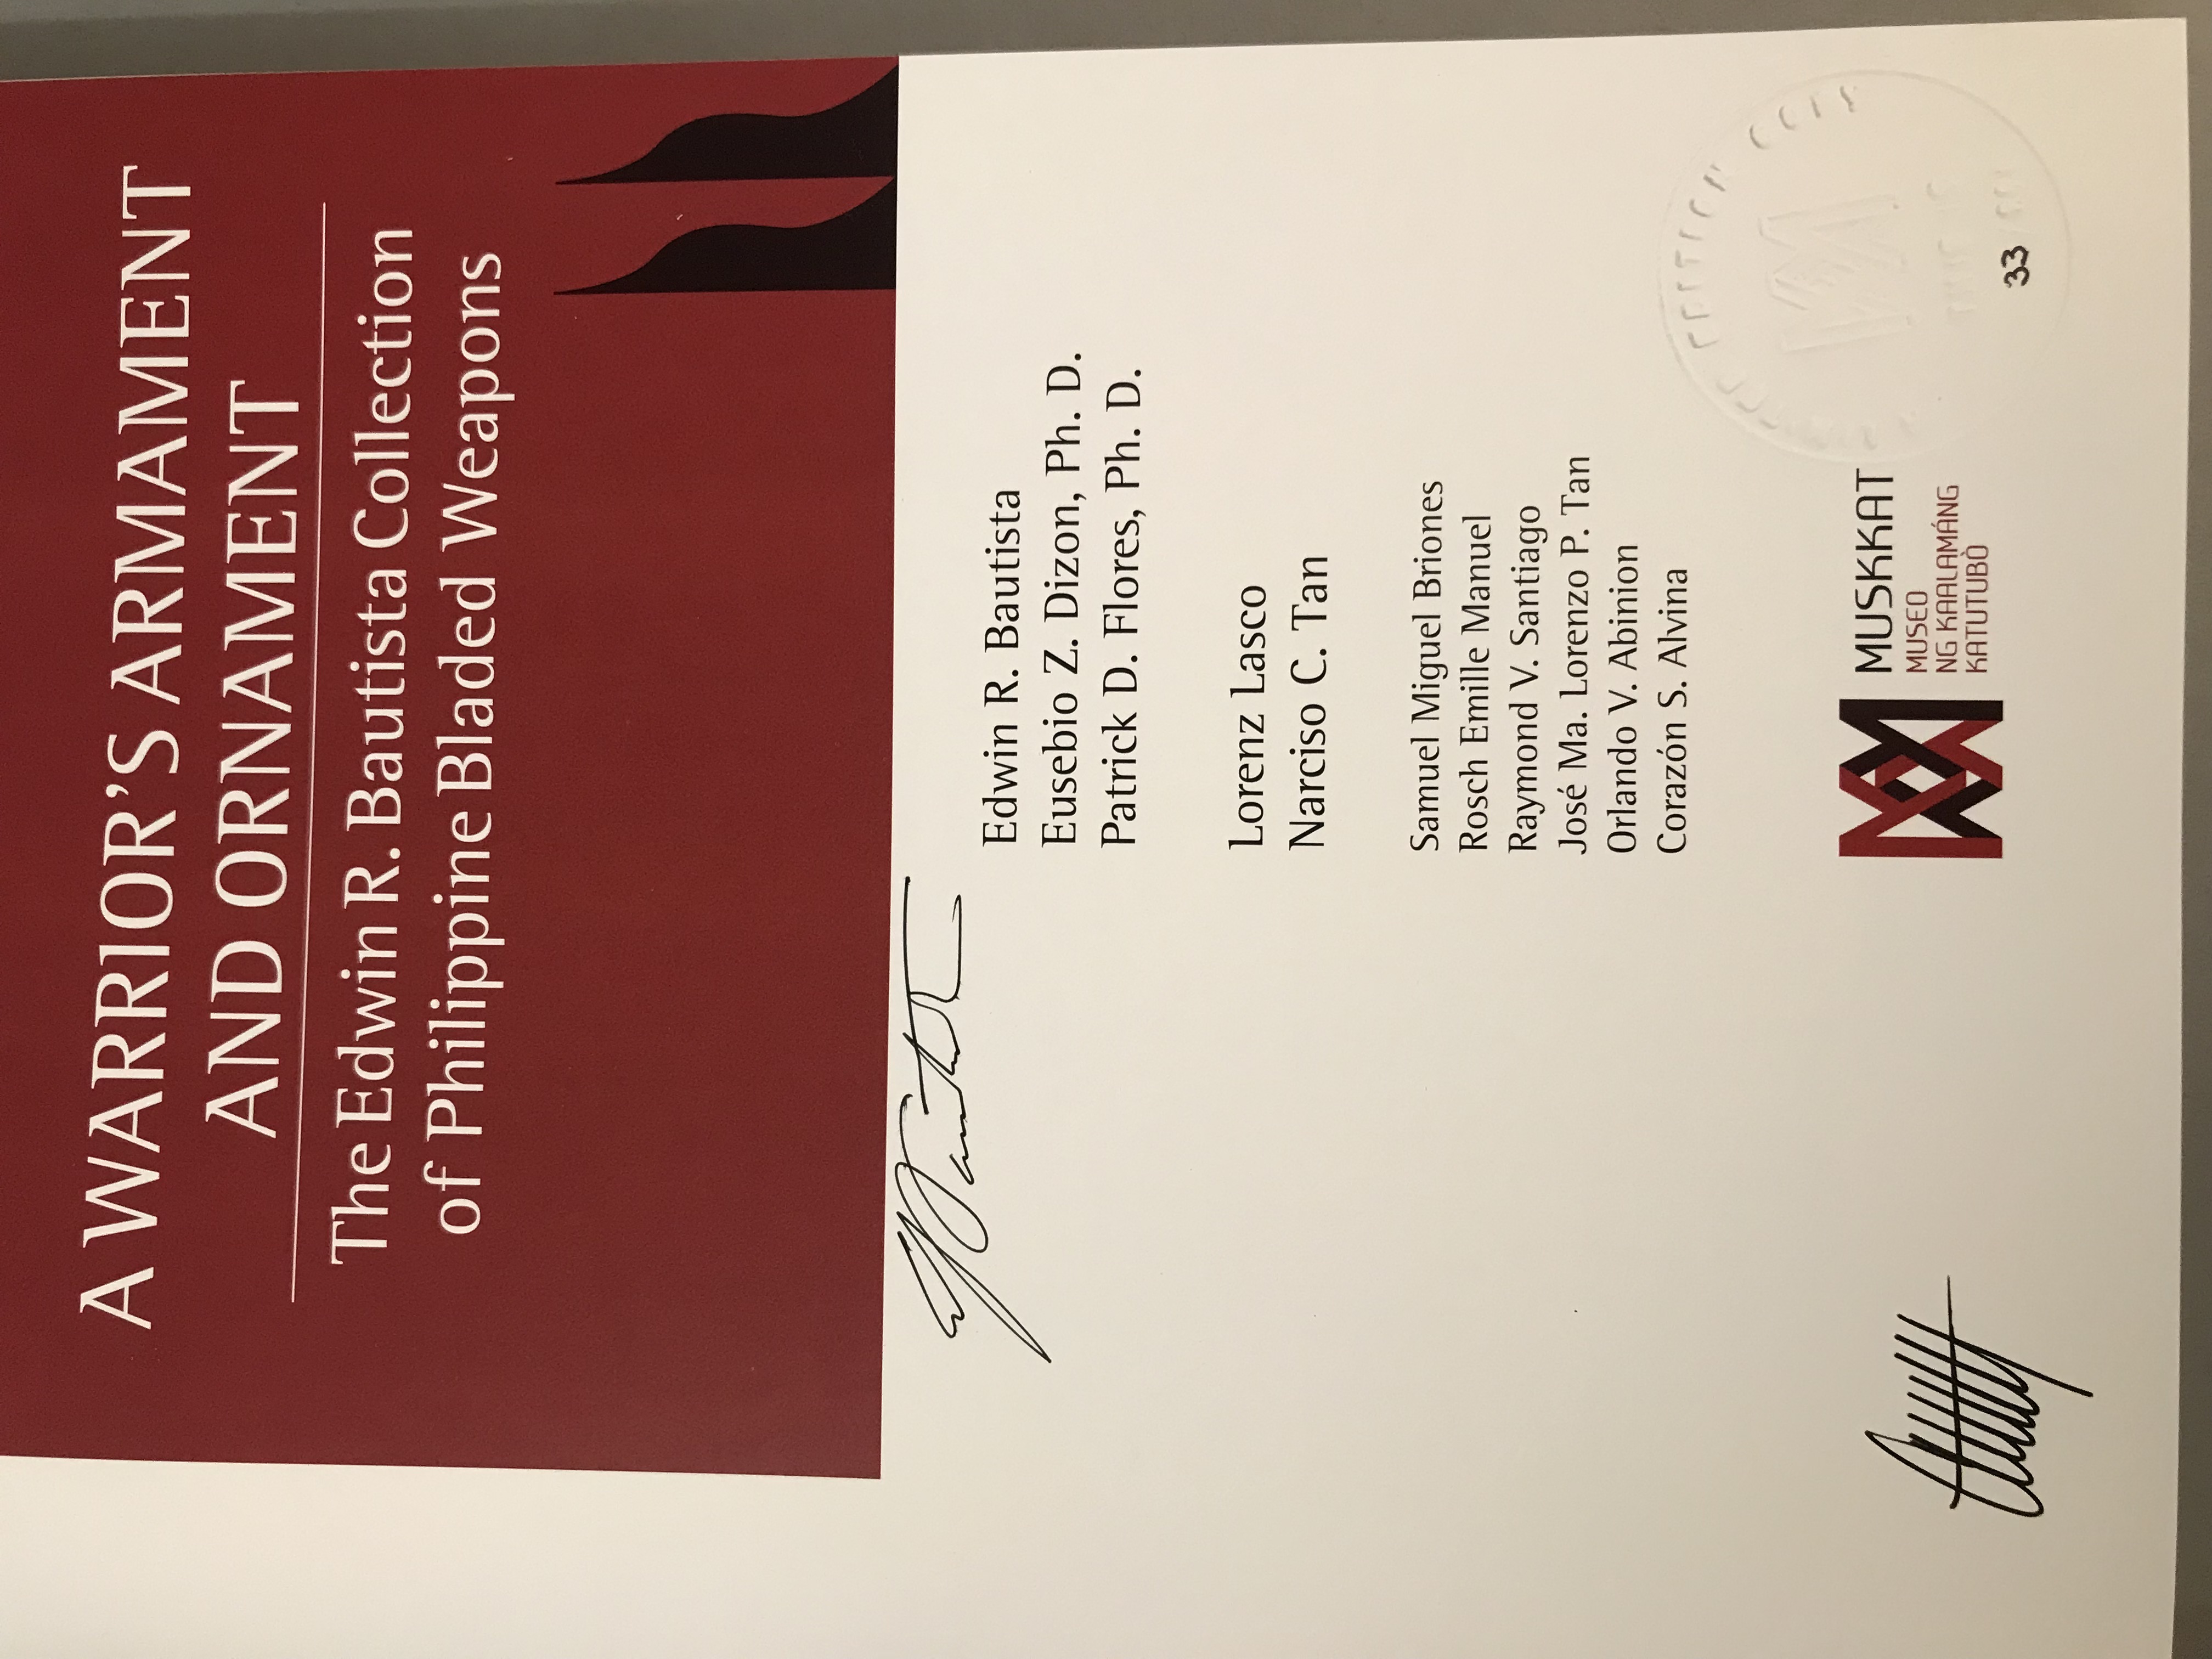 A WARRIOR'S ARMAMENT
AND ORNAMENT
The Edwin R. Bautista Collection
of Philippine Bladed Weapons
Edwin R. Bautista
Eusebio Z. Dizon, Ph. D.
Patrick D. Flores, Ph. D.
Lorenz Lasco
Narciso C. Tan
Samuel Miguel Briones
Rosch Emille Manuel
Raymond V. Santiago
José Ma. Lorenzo P. Tan
Orlando V. Abinion
Corazón S. Alvina
MUSKKAT
MUSEO
NG KAALAMÁNG
KATUTUBÒ
33